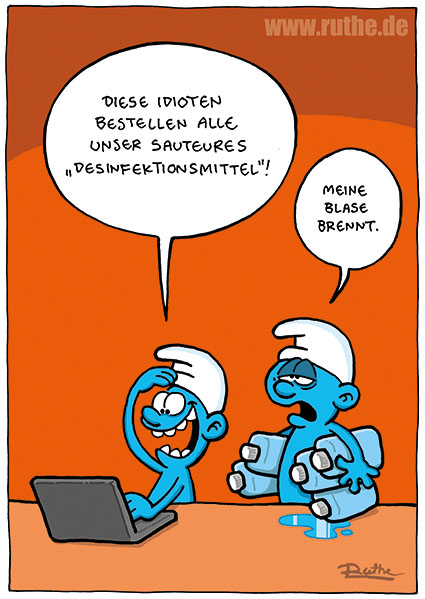 www.ruthe.de
DIESE IDIOTEN
BESTELLEN ALLE
UNSER SAUTEURES
„DESINFEKTIONSMITTEL"!
MEINE
BLASE
BRENNT.
Ruthe